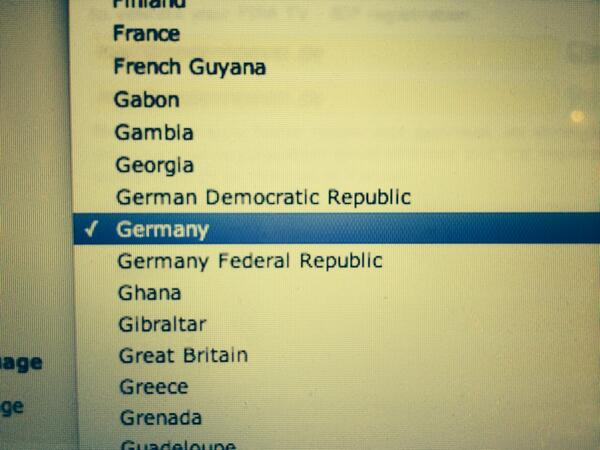 Finland
France
French Guyana
Gabon
Gambia
Georgia
German Democratic Republic
✓ Germany
Germany Federal Republic
Ghana
Gibraltar
Great Britain
uage
Greece
ge
Grenada
Guadeloupe